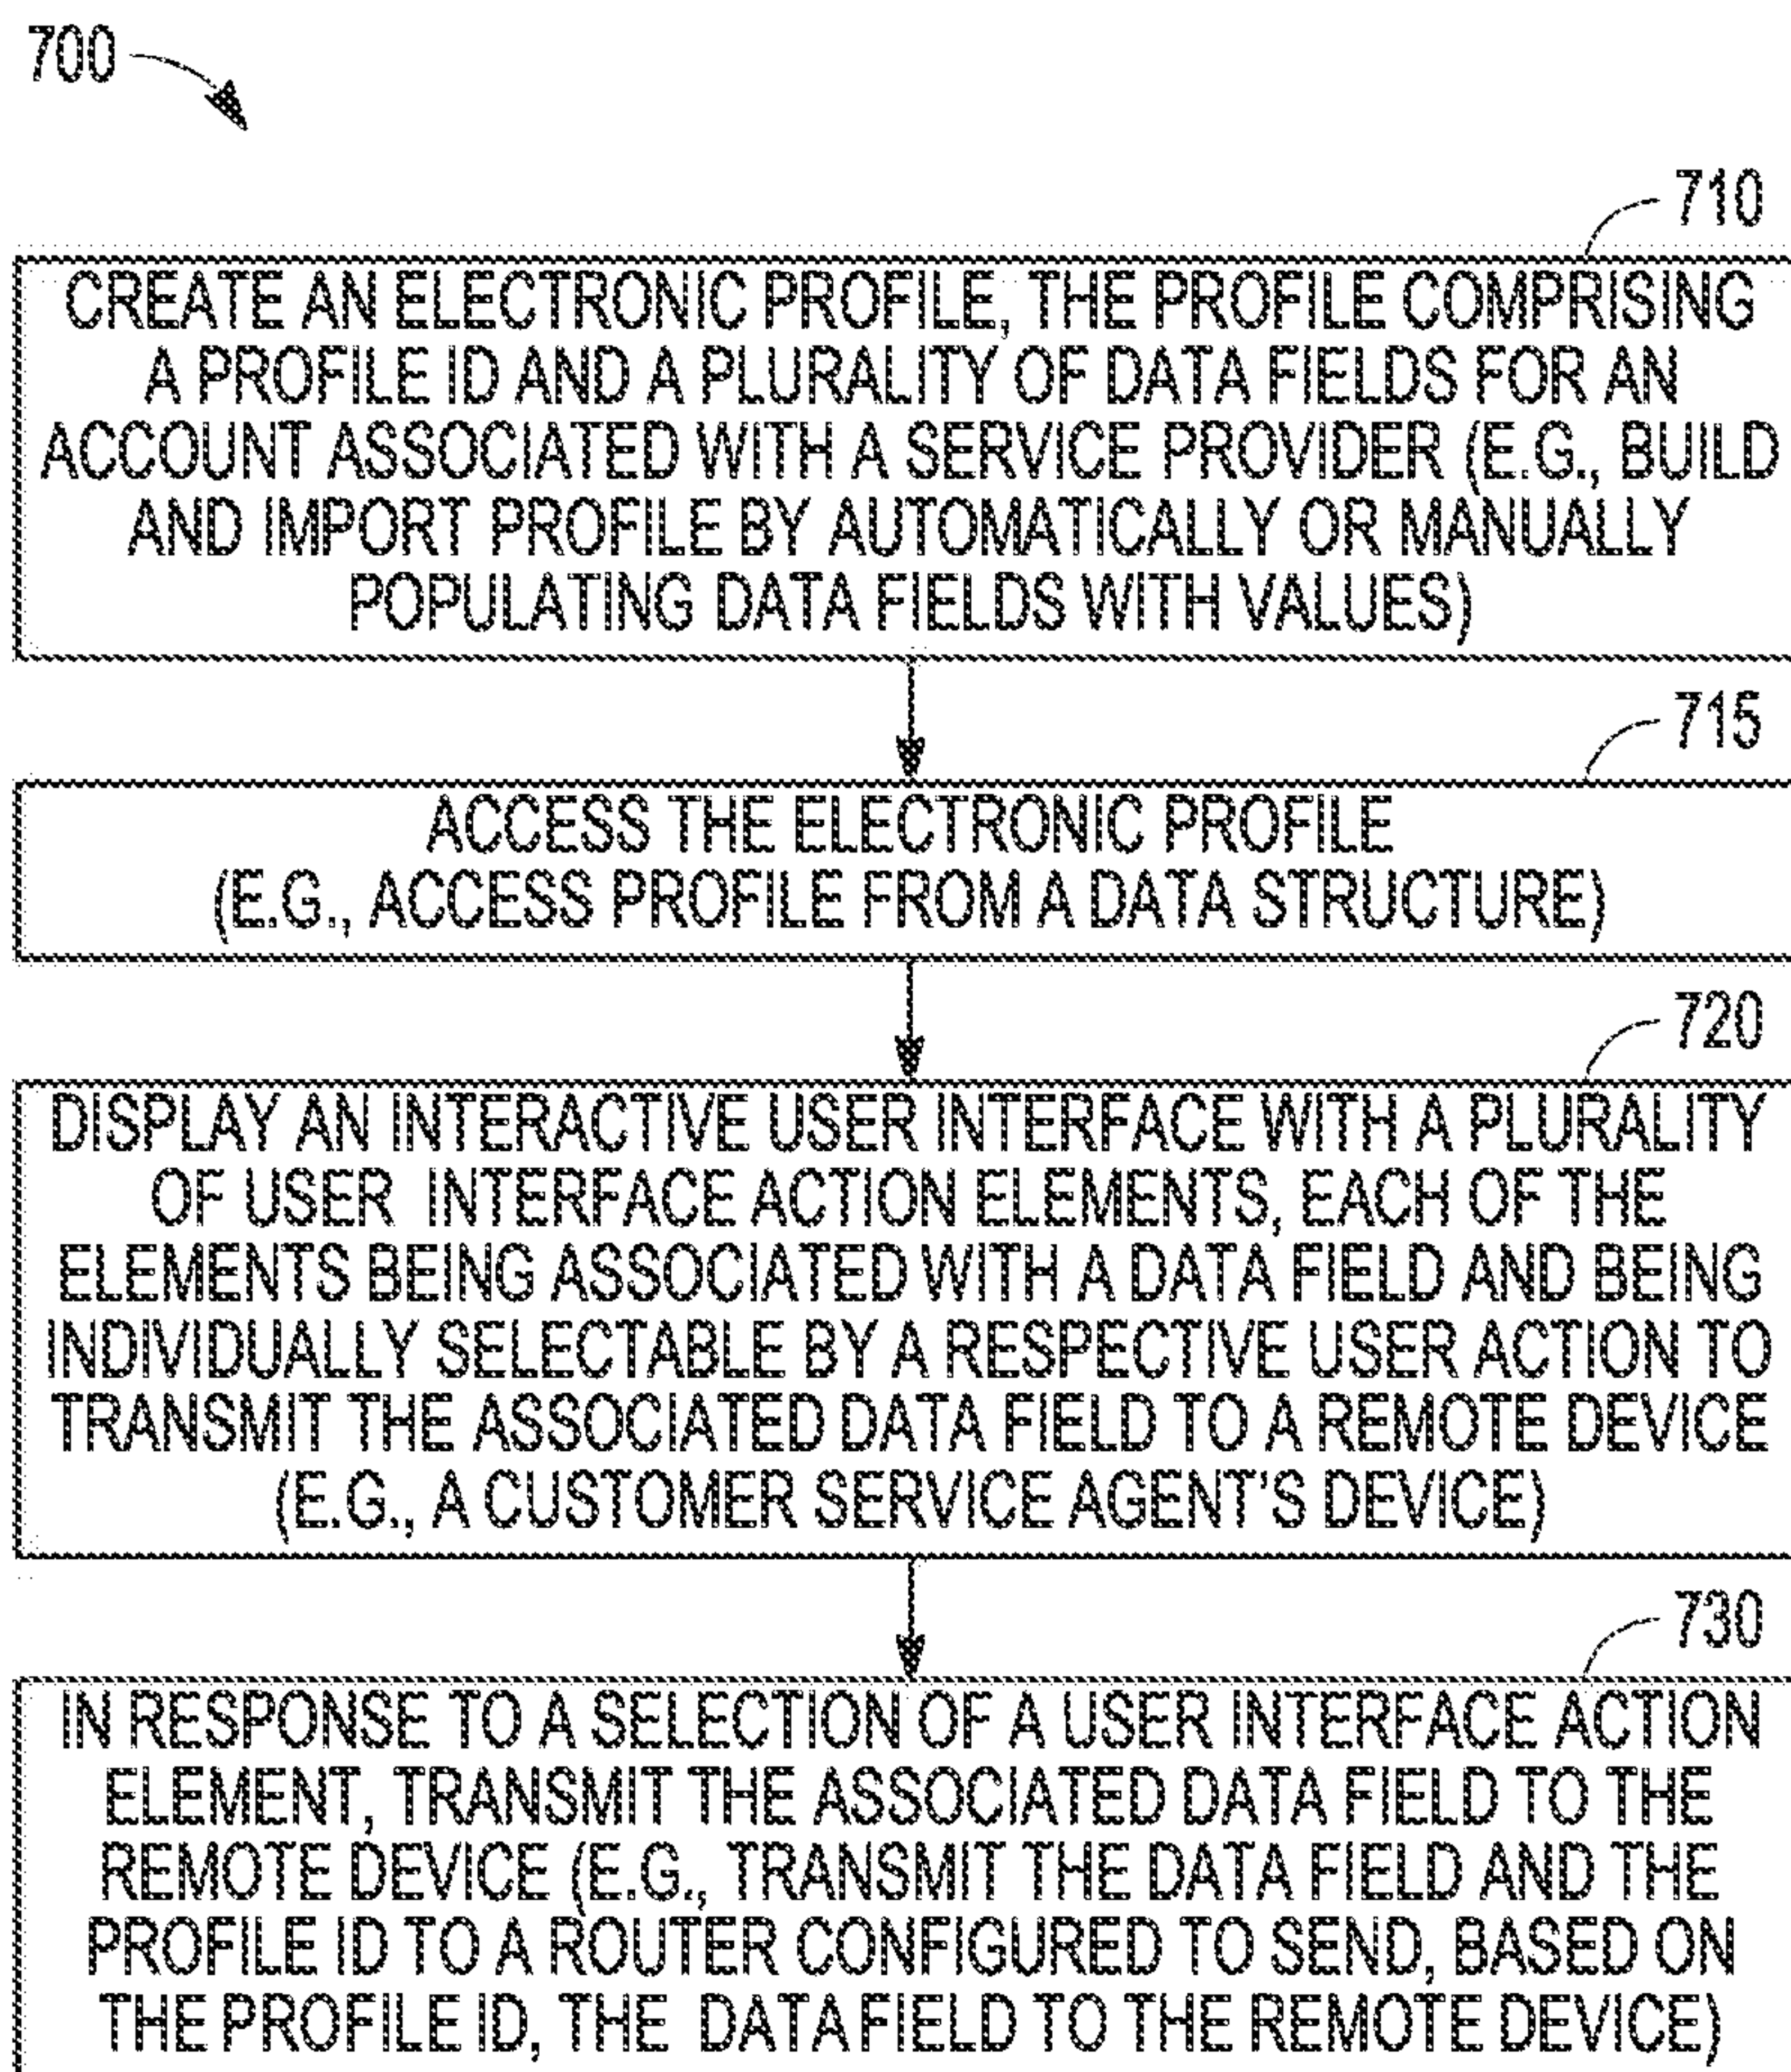 700
710
CREATE AN ELECTRONIC PROFILE, THE PROFILE COMPRISING
A PROFILE ID AND A PLURALITY OF DATA FIELDS FOR AN
ACCOUNT ASSOCIATED WITH A SERVICE PROVIDER (E.G., BUILD
AND IMPORT PROFILE BY AUTOMATICALLY OR MANUALLY
POPULATING DATA FIELDS WITH VALUES)
715
ACCESS THE ELECTRONIC PROFILE
(E.G., ACCESS PROFILE FROM A DATA STRUCTURE)
720
DISPLAY AN INTERACTIVE USER INTERFACE WITH A PLURALITY
OF USER INTERFACE ACTION ELEMENTS, EACH OF THE
ELEMENTS BEING ASSOCIATED WITH A DATA FIELD AND BEING
INDIVIDUALLY SELECTABLE BY A RESPECTIVE USER ACTION TO
TRANSMIT THE ASSOCIATED DATA FIELD TO A REMOTE DEVICE
(E.G., A CUSTOMER SERVICE AGENT'S DEVICE)
730
IN RESPONSE TO A SELECTION OF A USER INTERFACE ACTION
ELEMENT, TRANSMIT THE ASSOCIATED DATA FIELD TO THE
REMOTE DEVICE (E.G., TRANSMIT THE DATA FIELD AND THE
PROFILE ID TO A ROUTER CONFIGURED TO SEND, BASED ON
THE PROFILE ID, THE DATA FIELD TO THE REMOTE DEVICE)